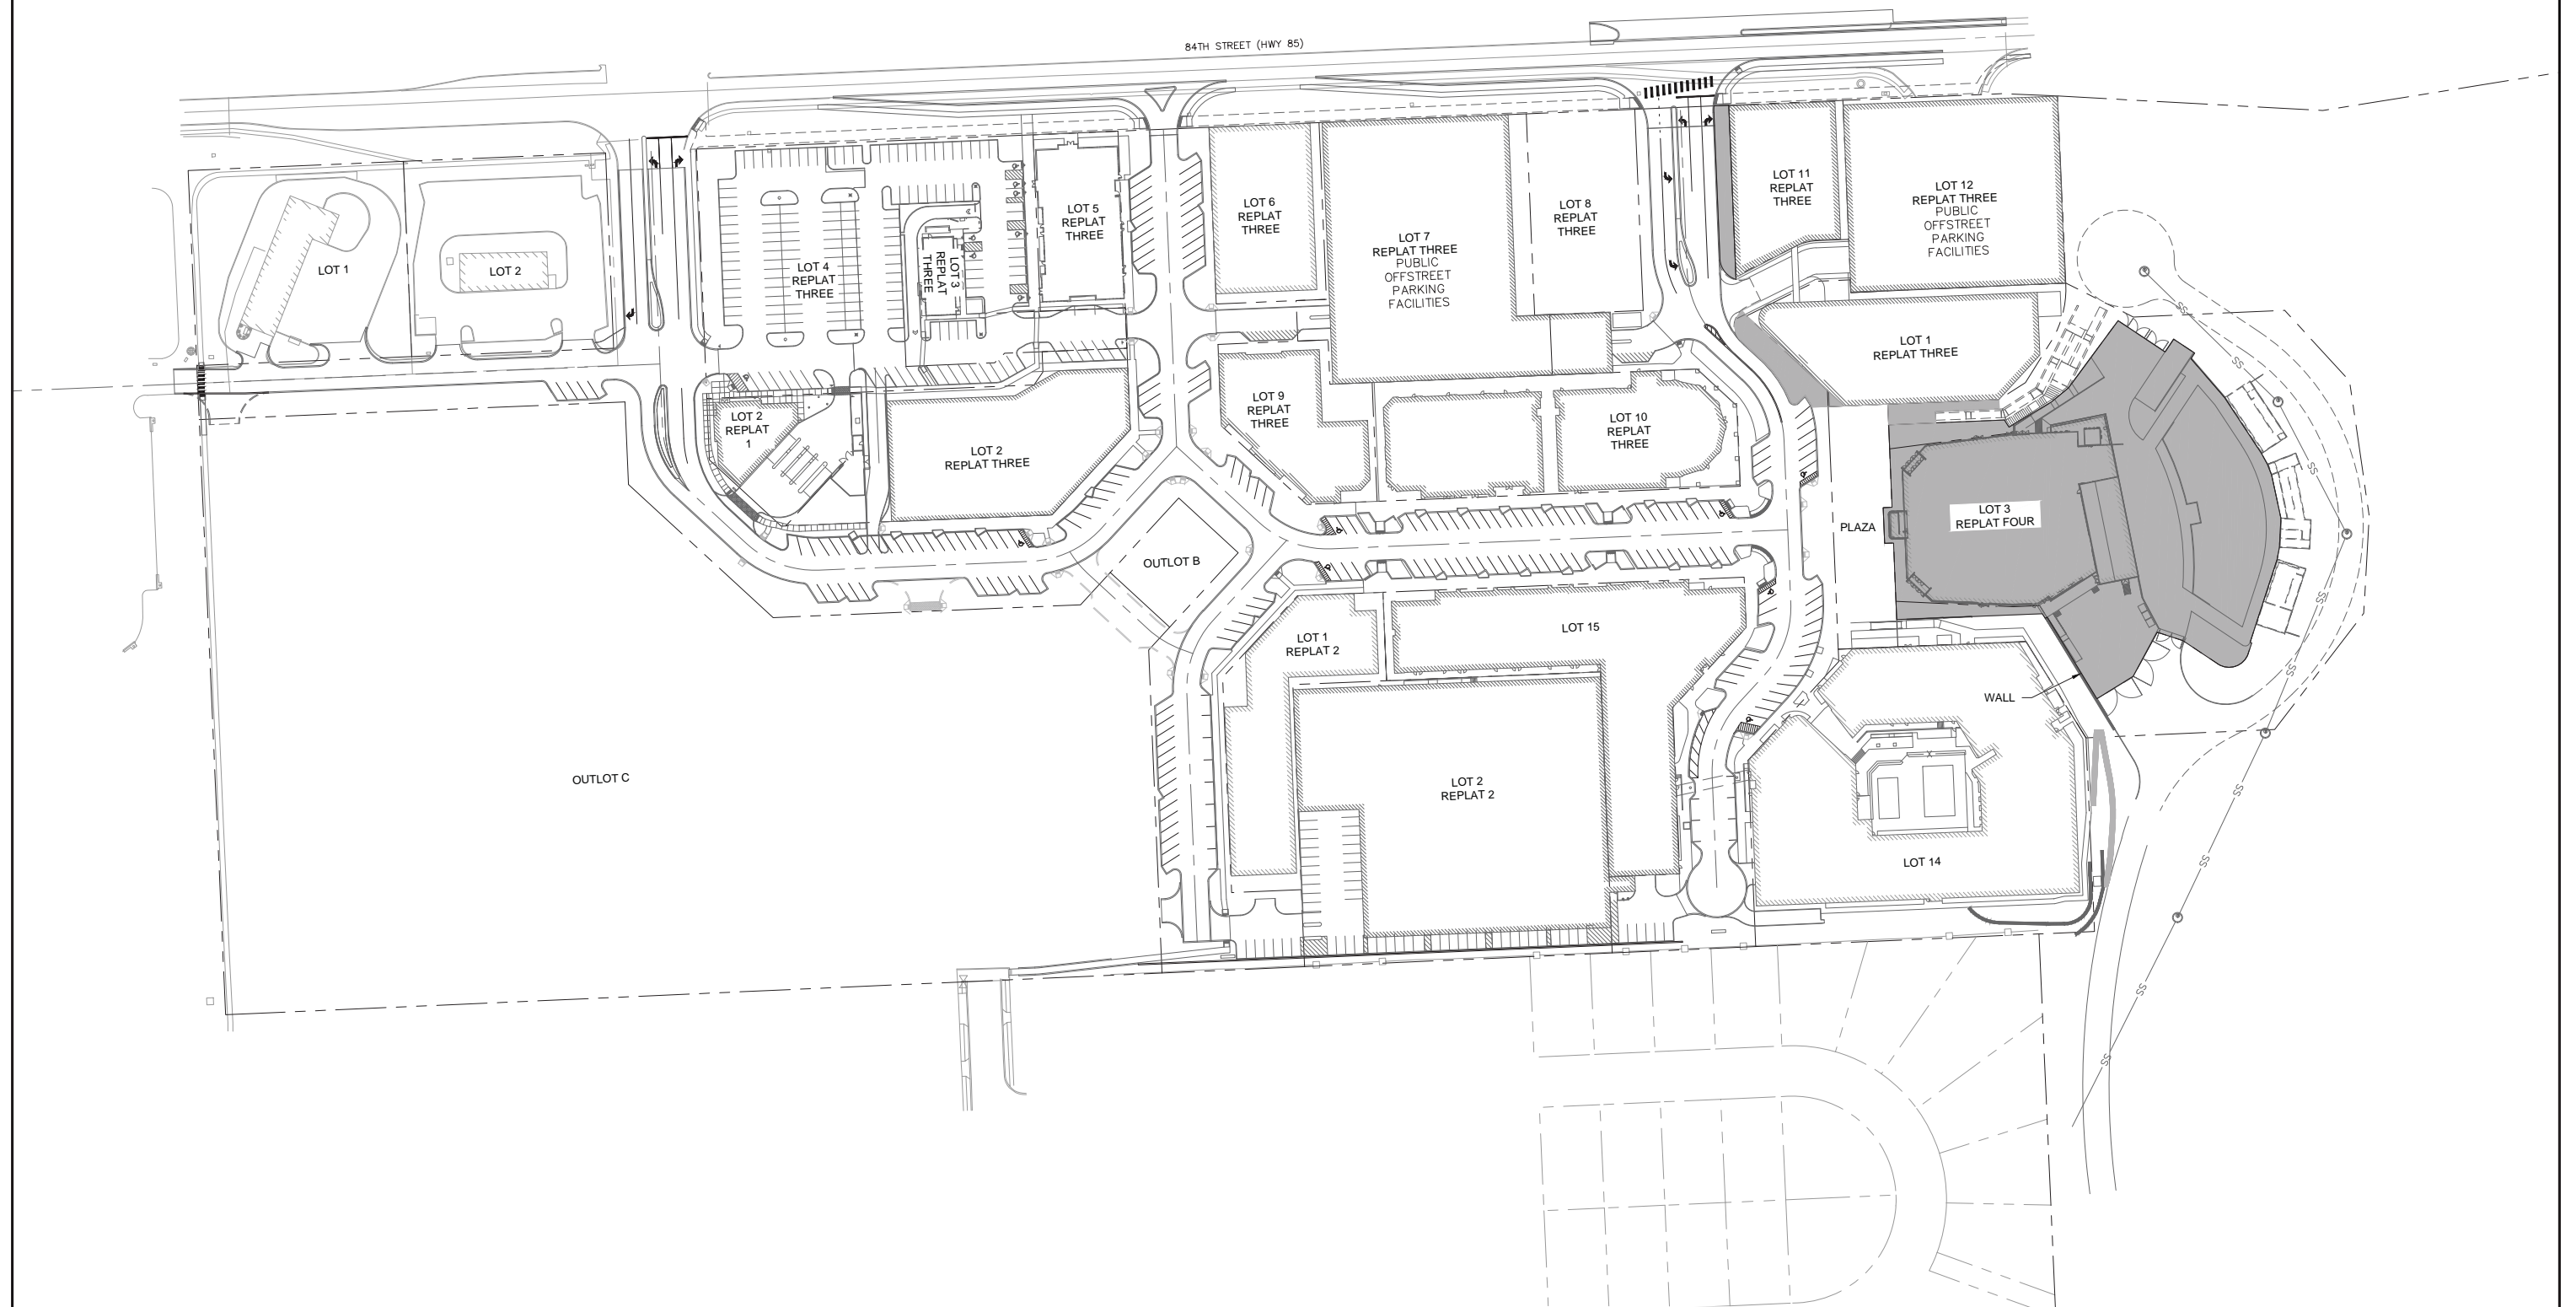 84TH STREET (HWY 85)
LOT 1
LOT 2
LOT 4
REPLAT
THREE
LOT 3
REPLAT
THREE
LOT 5
REPLAT
THREE
LOT 6
REPLAT
THREE
LOT 7
REPLAT THREE
PUBLIC
OFFSTREET
PARKING
FACILITIES
LOT 8
REPLAT
THREE
LOT 11
REPLAT
THREE
LOT 12
REPLAT THREE
PUBLIC
OFFSTREET
PARKING
FACILITIES
LOT 1
REPLAT THREE
LOT 2
REPLAT
1
LOT 2
REPLAT THREE
LOT 9
REPLAT
THREE
LOT 10
REPLAT
THREE
PLAZA
LOT 3
REPLAT FOUR
OUTLOT B
LOT 1
REPLAT 2
LOT 15
WALL
OUTLOT C
LOT 2
REPLAT 2
LOT 14
SS
SS
SS
SS
SS
SS
SS
SS
SS